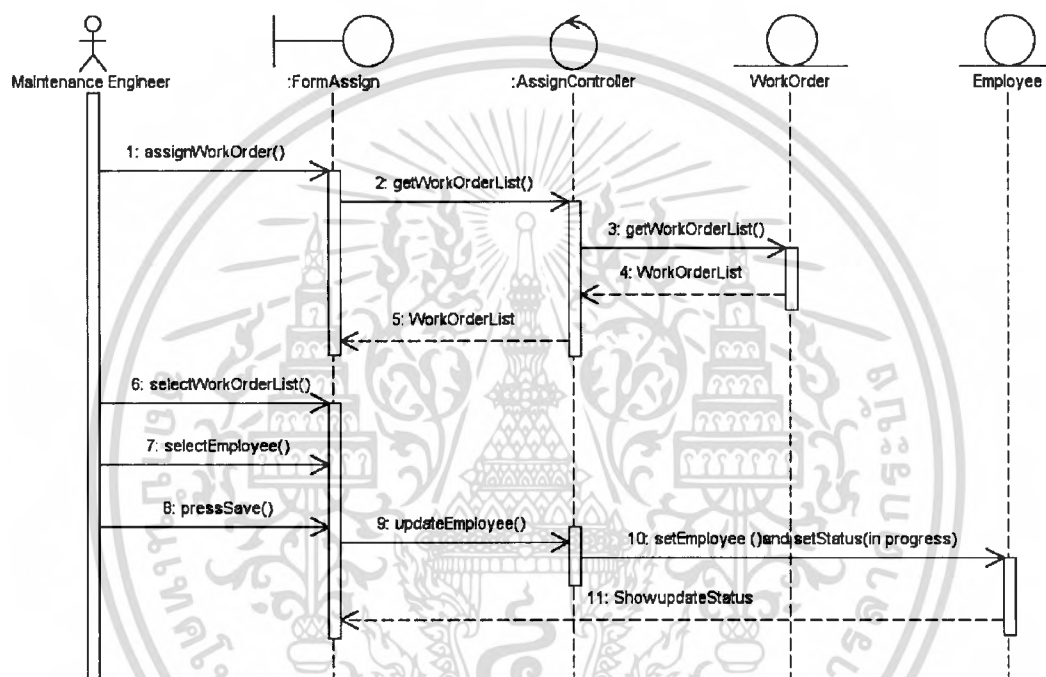 Maintenance Engineer
:FormAssign
:AssignController
WorkOrder
Employee
1: assignWorkOrder()
2: getWorkOrderList()
3: getWorkOrderList()
4: WorkOrderList
5: WorkOrderList
6: selectWorkOrderList()
7: selectEmployee()
8: pressSave()
9: updateEmployee()
10: setEmployee ()and setStatus(in progress)
11: ShowupdateStatus